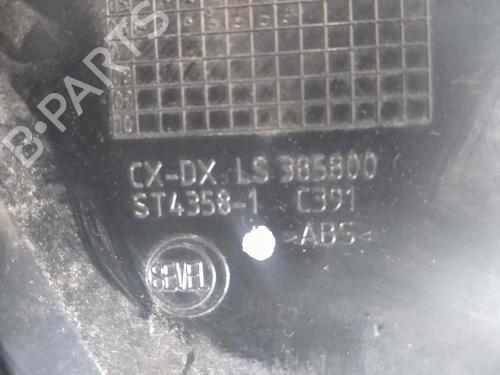 B-PARTS
CX-DX LS 385800
ST4358-1 C391
>ABS<
SEVEL